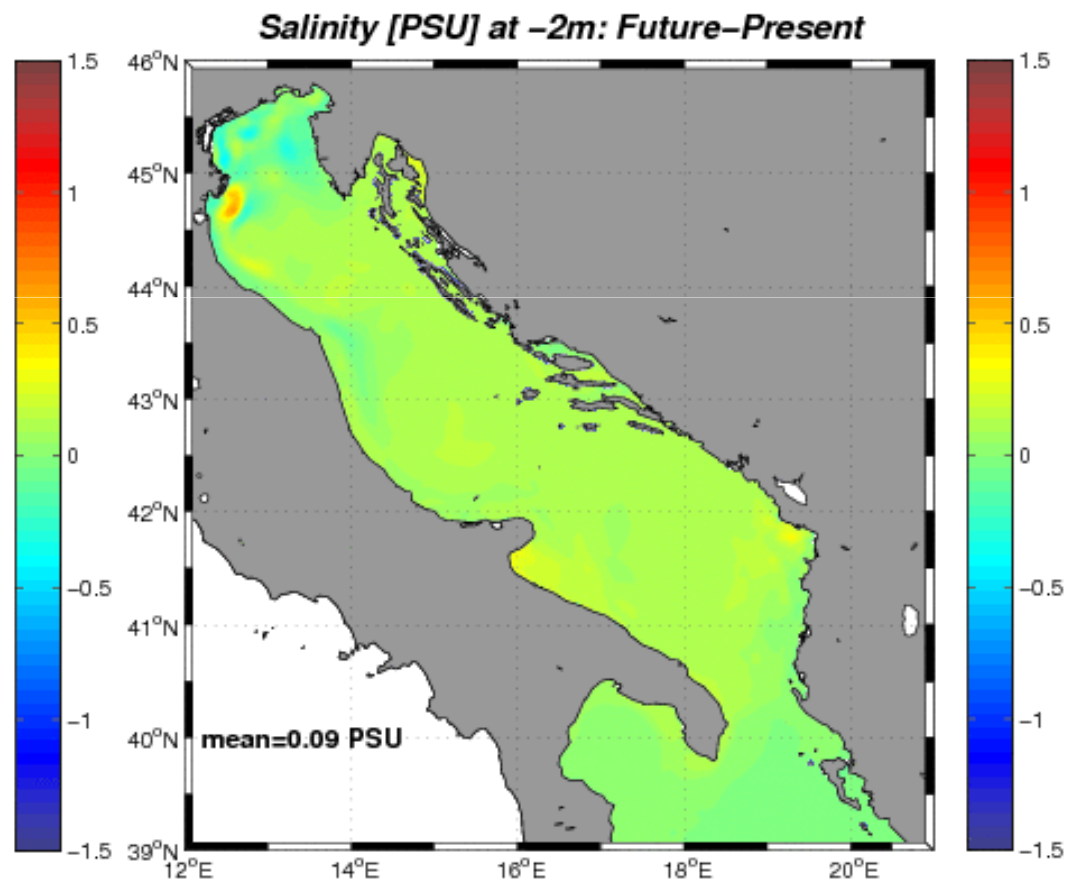 Salinity [PSU] at −2m: Future−Present
1.5
1
0.5
0
−0.5
−1
−1.5
46°N
45°N
44°N
43°N
42°N
41°N
40°N
39°N
mean=0.09 PSU
12°E 14°E 16°E 18°E 20°E
1.5
1
0.5
0
−0.5
−1
−1.5